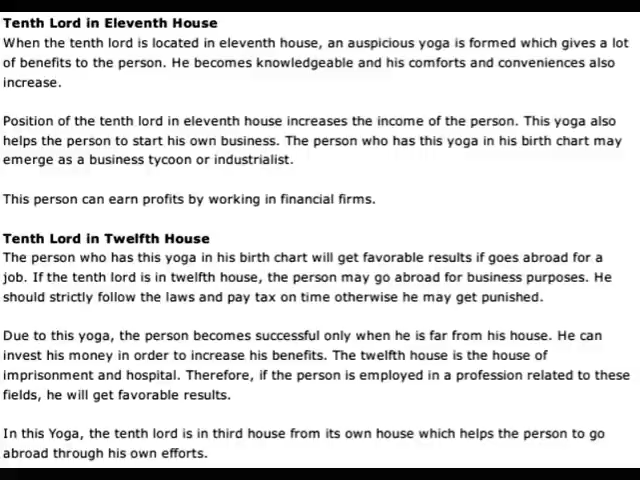 Tenth Lord in Eleventh House
When the tenth lord is located in eleventh house, an auspicious yoga is formed which gives a lot
of benefits to the person. He becomes knowledgeable and his comforts and conveniences also
increase.
Position of the tenth lord in eleventh house increases the income of the person. This yoga also
helps the person to start his own business. The person who has this yoga in his birth chart may
emerge as a business tycoon or industrialist.
This person can earn profits by working in financial firms.
Tenth Lord in Twelfth House
The person who has this yoga in his birth chart will get favorable results if goes abroad for a
job. If the tenth lord is in twelfth house, the person may go abroad for business purposes. He
should strictly follow the laws and pay tax on time otherwise he may get punished.
Due to this yoga, the person becomes successful only when he is far from his house. He can
invest his money in order to increase his benefits. The twelfth house is the house of
imprisonment and hospital. Therefore, if the person is employed in a profession related to these
fields, he will get favorable results.
In this Yoga, the tenth lord is in third house from its own house which helps the person to go
abroad through his own efforts.